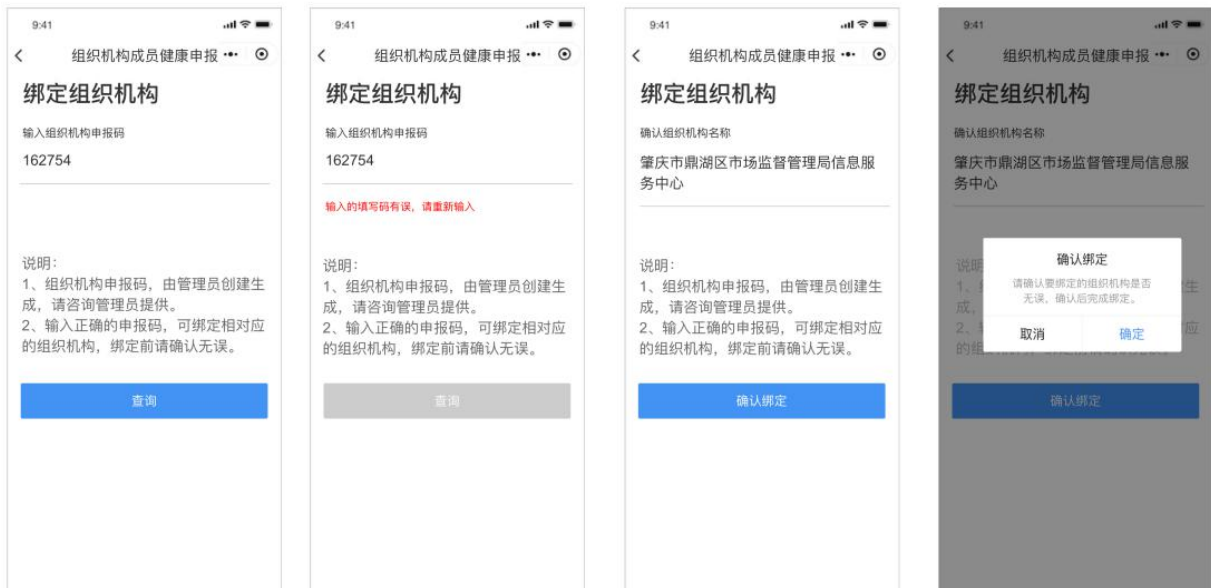 9:41
组织机构成员健康申报
绑定组织机构
输入组织机构申报码
162754
说明：
1、组织机构申报码，由管理员创建生
成，请咨询管理员提供。
2、输入正确的申报码，可绑定相对应
的组织机构，绑定前请确认无误。
查询
9:41
组织机构成员健康申报
绑定组织机构
输入组织机构申报码
162754
输入的填写码有误，请重新输入
说明：
1、组织机构申报码，由管理员创建生
成，请咨询管理员提供。
2、输入正确的申报码，可绑定相对应
的组织机构，绑定前请确认无误。
查询
9:41
组织机构成员健康申报
绑定组织机构
确认组织机构名称
肇庆市鼎湖区市场监督管理局信息服
务中心
说明：
1、组织机构申报码，由管理员创建生
成，请咨询管理员提供。
2、输入正确的申报码，可绑定相对应
的组织机构，绑定前请确认无误。
确认绑定
9:41
组织机构成员健康申报
绑定组织机构
确认组织机构名称
肇庆市鼎湖区市场监督管理局信息服
务中心
确认绑定
请确认要绑定的组织机构是否
无误，确认后完成绑定。
取消
确定
确认绑定